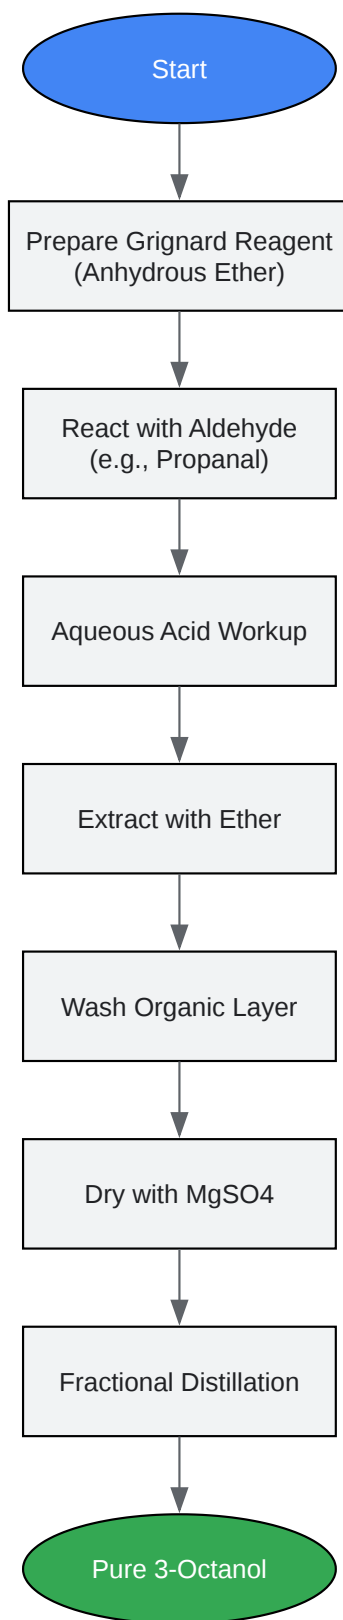 Start
Prepare Grignard Reagent
(Anhydrous Ether)
React with Aldehyde
(e.g., Propanal)
Aqueous Acid Workup
Extract with Ether
Wash Organic Layer
Dry with MgSO4
Fractional Distillation
Pure 3-Octanol